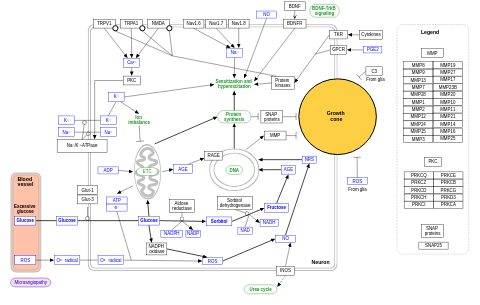 BDNF
BDNF-TrkB
signaling
NO
TRPV1
TRPA1
NMDA
Nav1.6
Nav1.7
Nav1.8
BDNFR
TKR
Cytokines
GPCR
PGE2
Na⁺
Ca²⁺
PKC
Sensitization and
hyperexcitation
Protein
kinases
C3
From glia
K⁺
Ion
imbalance
Protein
synthesis
SNAP
proteins
Growth
cone
K⁺
K⁺
Na⁺
Na⁺
Na⁺/K⁺-ATPase
MMP
RAGE
NRS
ETC
ADP
AGE
DNA
AGE
ROS
From glia
Blood
vessel
Glut-1
Glut-3
ATP
Aldose
reductase
Sorbitol
dehydrogenase
Excessive
glucose
Glucose
Glucose
Glucose
Sorbitol
Fructose
NADPH
NADP
NAD
NADH
NADPH
oxidase
NO
ROS
O²⁻ radical
O²⁻ radical
ROS
Neuron
iNOS
Microangiopathy
Urea cycle
Legend
MMP
MMP8 MMP19
MMP9 MMP27
MMP13 MMP17
MMP7 MMP23B
MMP28 MMP20
MMP1 MMP10
MMP2 MMP11
MMP24 MMP14
MMP15 MMP16
MMP3 MMP25
PKC
PRKCQ PRKCE
PRKCZ PRKCB
PRKCD PRKCG
PRKCH PRKD1
PRKCI PRKCA
SNAP
proteins
SNAP25